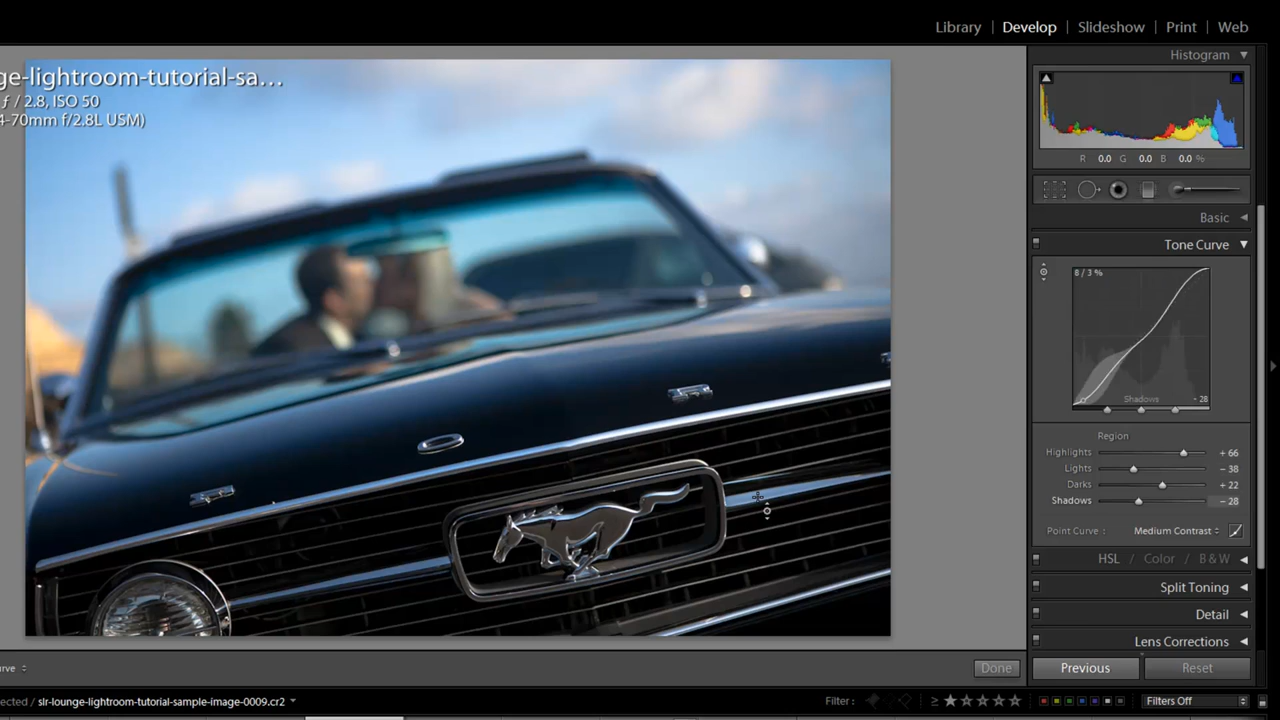 Library | Develop | Slideshow | Print | Web
ge-lightroom-tutorial-sa...
ƒ / 2.8, ISO 50
4-70mm f/2.8L USM)
Histogram
R 0.0 G 0.0 B 0.0 %
Basic
Tone Curve
8 / 3 %
Shadows - 28
Region
Highlights + 66
Lights - 38
Darks + 22
Shadows - 28
Point Curve : Medium Contrast
HSL / Color / B & W
Split Toning
Detail
Lens Corrections
Previous Reset
rve Done
ected / slr-lounge-lightroom-tutorial-sample-image-0009.cr2
Filter : ≥ ★ ☆ ☆ ☆ ☆ Filters Off
F O R